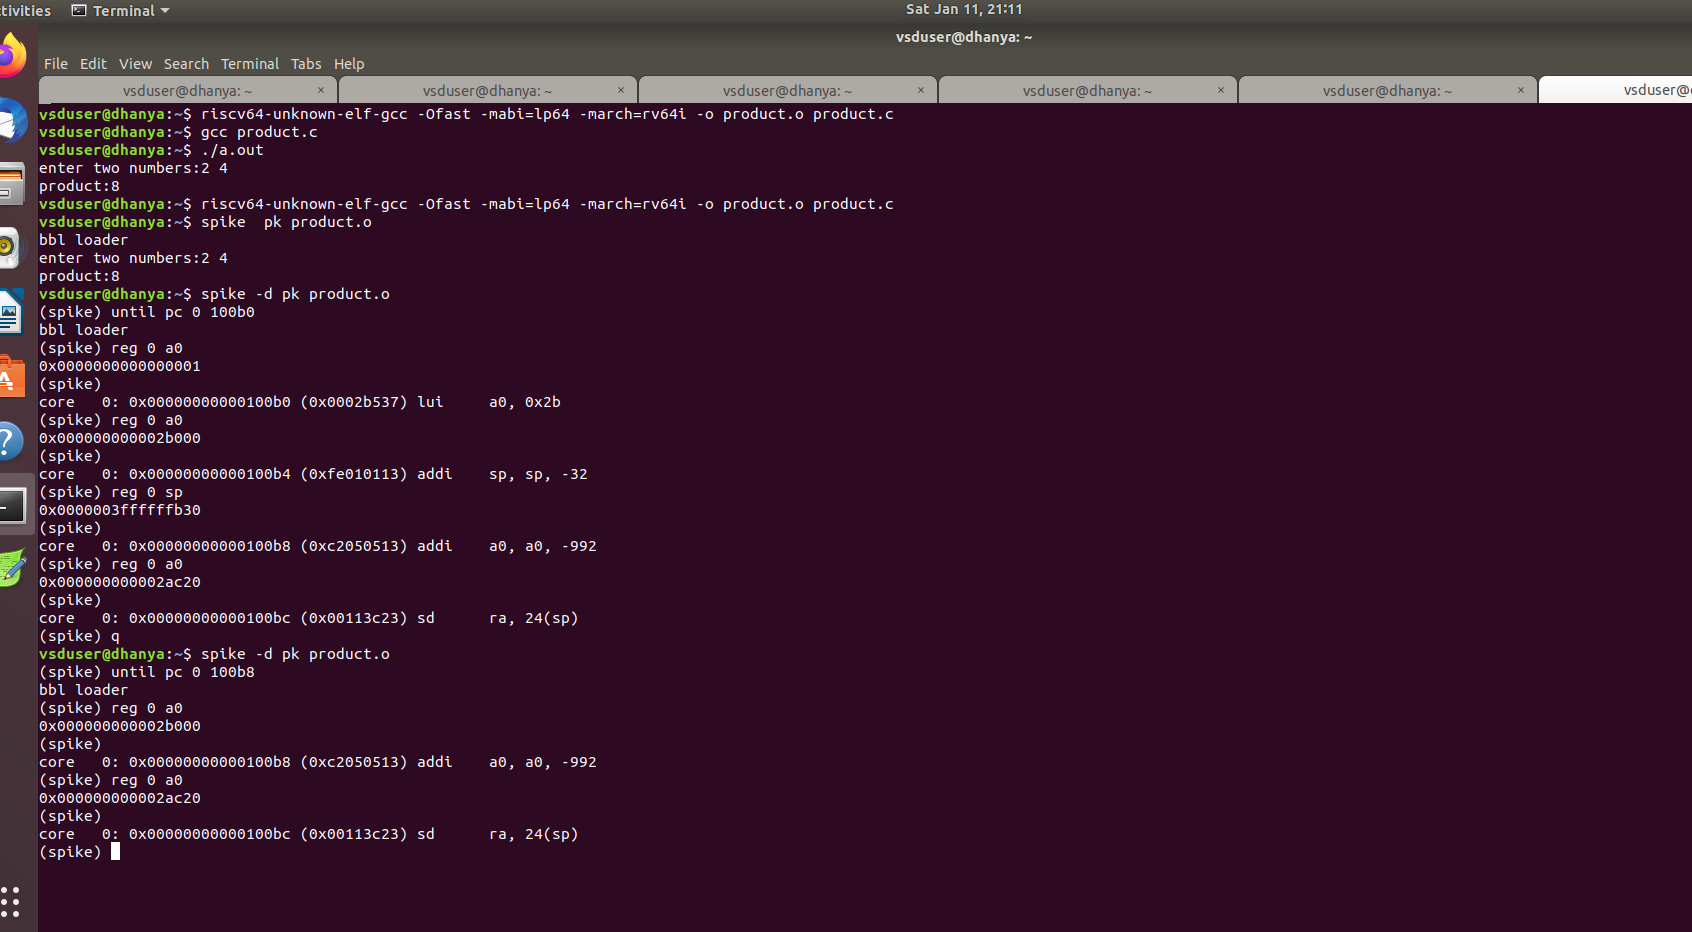 tivities Terminal Sat Jan 11, 21:11
vsduser@dhanya: ~
File Edit View Search Terminal Tabs Help
vsduser@dhanya: ~ × vsduser@dhanya: ~ × vsduser@dhanya: ~ × vsduser@dhanya: ~ × vsduser@dhanya: ~ × vsduser@
vsduser@dhanya:~$ riscv64-unknown-elf-gcc -Ofast -mabi=lp64 -march=rv64i -o product.o product.c
vsduser@dhanya:~$ gcc product.c
vsduser@dhanya:~$ ./a.out
enter two numbers:2 4
product:8
vsduser@dhanya:~$ riscv64-unknown-elf-gcc -Ofast -mabi=lp64 -march=rv64i -o product.o product.c
vsduser@dhanya:~$ spike  pk product.o
bbl loader
enter two numbers:2 4
product:8
vsduser@dhanya:~$ spike -d pk product.o
(spike) until pc 0 100b0
bbl loader
(spike) reg 0 a0
0x0000000000000001
(spike)
core   0: 0x00000000000100b0 (0x0002b537) lui     a0, 0x2b
(spike) reg 0 a0
0x000000000002b000
(spike)
core   0: 0x00000000000100b4 (0xfe010113) addi    sp, sp, -32
(spike) reg 0 sp
0x0000003ffffffb30
(spike)
core   0: 0x00000000000100b8 (0xc2050513) addi    a0, a0, -992
(spike) reg 0 a0
0x000000000002ac20
(spike)
core   0: 0x00000000000100bc (0x00113c23) sd      ra, 24(sp)
(spike) q
vsduser@dhanya:~$ spike -d pk product.o
(spike) until pc 0 100b8
bbl loader
(spike) reg 0 a0
0x000000000002b000
(spike)
core   0: 0x00000000000100b8 (0xc2050513) addi    a0, a0, -992
(spike) reg 0 a0
0x000000000002ac20
(spike)
core   0: 0x00000000000100bc (0x00113c23) sd      ra, 24(sp)
(spike)